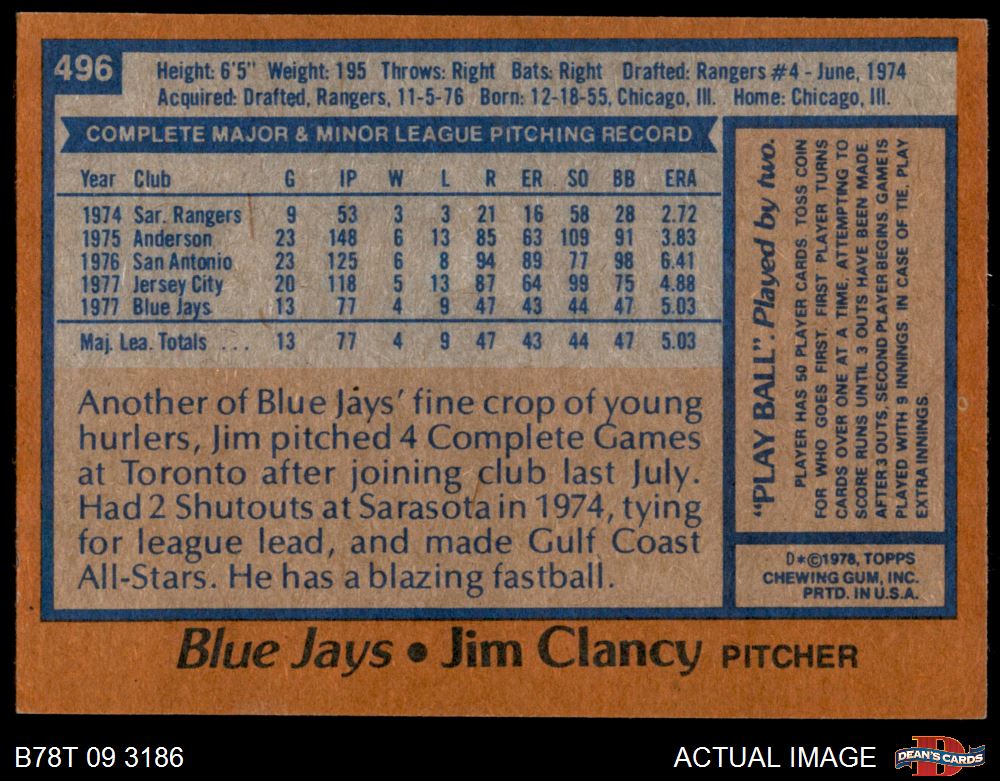 496
Height: 6'5" Weight: 195 Throws: Right Bats: Right Drafted: Rangers #4 - June, 1974
Acquired: Drafted, Rangers, 11-5-76 Born: 12-18-55, Chicago, Ill. Home: Chicago, Ill.
COMPLETE MAJOR & MINOR LEAGUE PITCHING RECORD
Year Club G IP W L R ER SO BB ERA
1974 Sar. Rangers 9 53 3 3 21 16 58 28 2.72
1975 Anderson 23 148 6 13 85 63 109 91 3.83
1976 San Antonio 23 125 6 8 94 89 77 98 6.41
1977 Jersey City 20 118 5 13 87 64 99 75 4.88
1977 Blue Jays 13 77 4 9 47 43 44 47 5.03
Maj. Lea. Totals ... 13 77 4 9 47 43 44 47 5.03
Another of Blue Jays' fine crop of young
hurlers, Jim pitched 4 Complete Games
at Toronto after joining club last July.
Had 2 Shutouts at Sarasota in 1974, tying
for league lead, and made Gulf Coast
All-Stars. He has a blazing fastball.
"PLAY BALL". Played by two.
PLAYER HAS 50 PLAYER CARDS. TOSS COIN
FOR WHO GOES FIRST. FIRST PLAYER TURNS
CARDS OVER ONE AT A TIME, ATTEMPTING TO
SCORE RUNS UNTIL 3 OUTS HAVE BEEN MADE.
AFTER 3 OUTS, SECOND PLAYER BEGINS. GAME IS
PLAYED WITH 9 INNINGS. IN CASE OF TIE, PLAY
EXTRA INNINGS.
D*©1978, TOPPS
CHEWING GUM, INC.
PRTD. IN U.S.A.
Blue Jays • Jim Clancy PITCHER
B78T 09 3186
ACTUAL IMAGE
D
DEAN'S CARDS